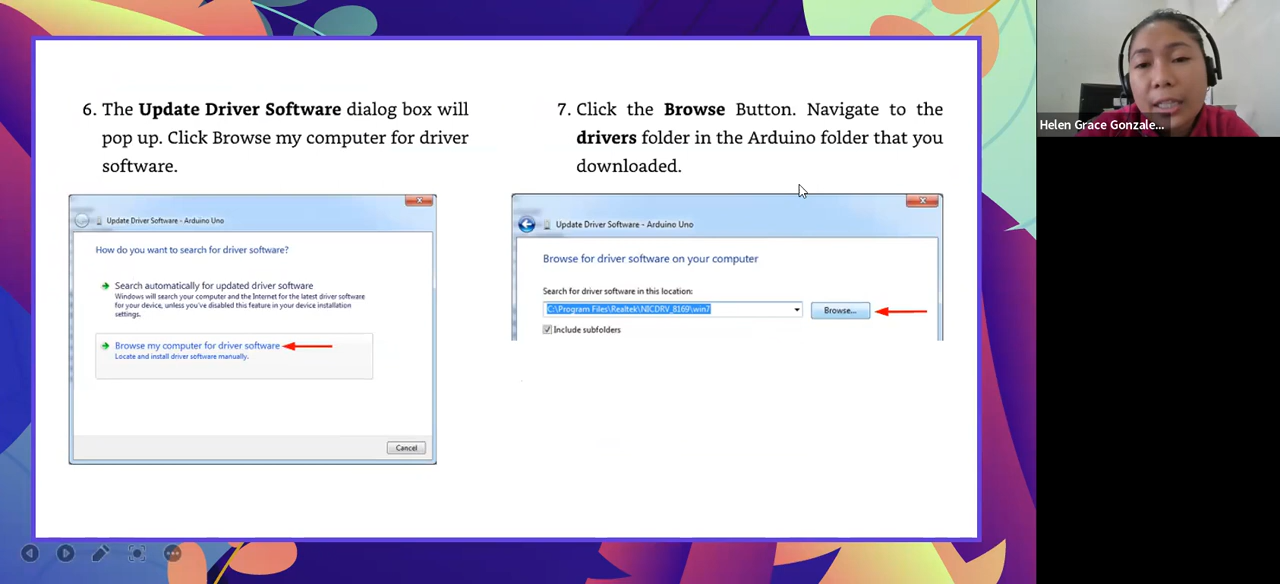 6. The Update Driver Software dialog box will
pop up. Click Browse my computer for driver
software.
Update Driver Software - Arduino Uno
How do you want to search for driver software?
Search automatically for updated driver software
Windows will search your computer and the Internet for the latest driver software
for your device, unless you've disabled this feature in your device installation
settings.
Browse my computer for driver software
Locate and install driver software manually.
Cancel
7. Click the Browse Button. Navigate to the
drivers folder in the Arduino folder that you
downloaded.
Update Driver Software - Arduino Uno
Browse for driver software on your computer
Search for driver software in this location:
C:\Program Files\Realtek\NICDRV_8169\win7
Browse...
Include subfolders
Helen Grace Gonzale...